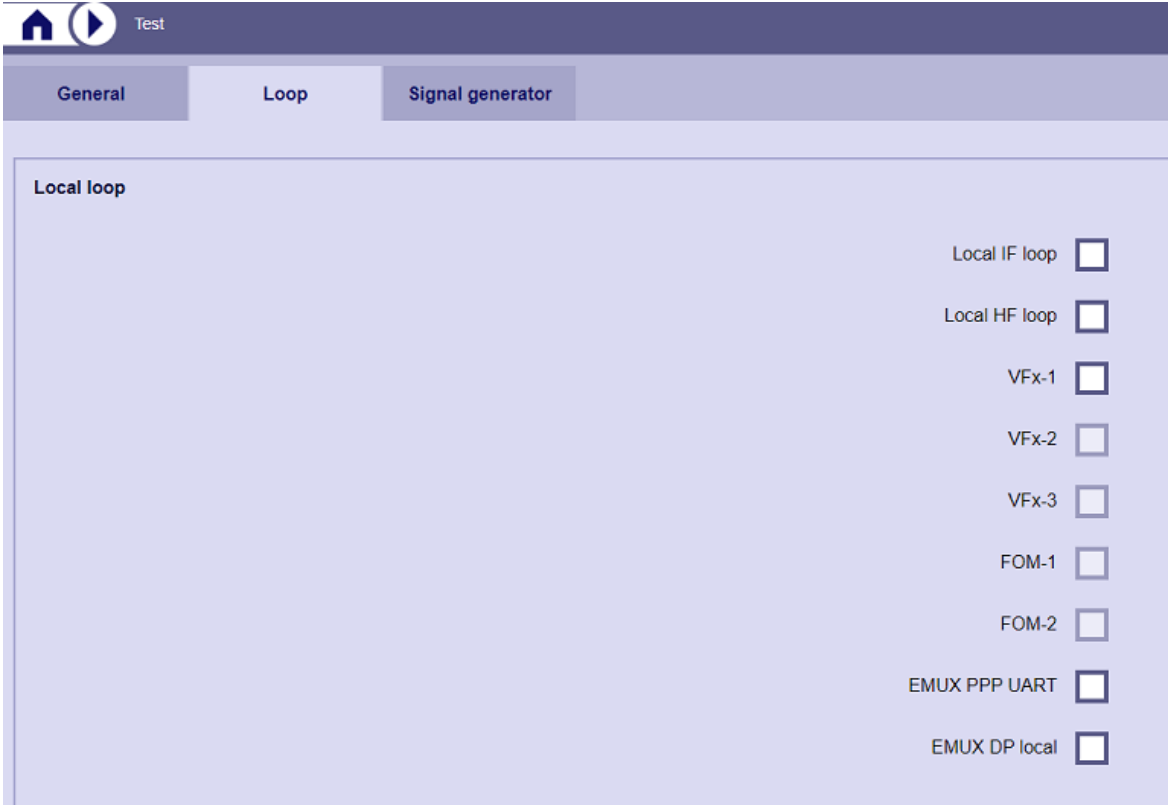 Test
General Loop Signal generator
Local loop
Local IF loop
Local HF loop
VFx-1
VFx-2
VFx-3
FOM-1
FOM-2
EMUX PPP UART
EMUX DP local